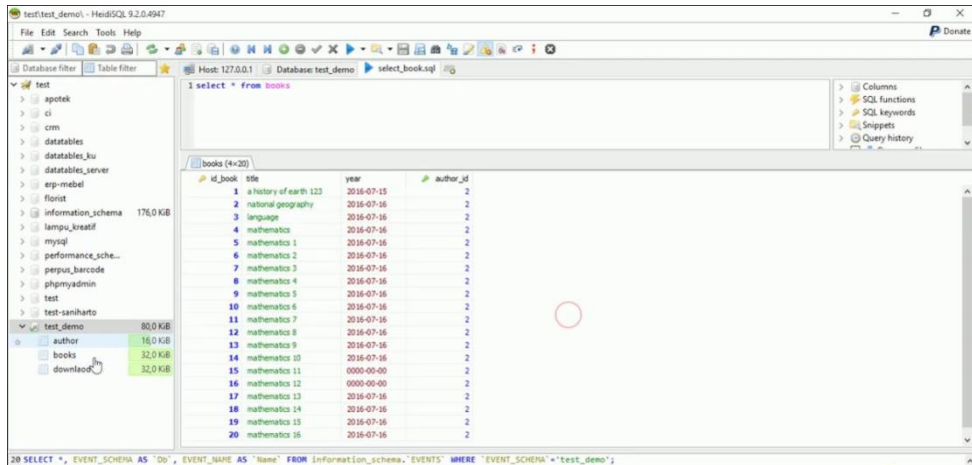 test\test_demo\ - HeidiSQL 9.2.0.4947
File Edit Search Tools Help
Donate
Database filter Table filter Host: 127.0.0.1 Database: test_demo select_book.sql
test
apotek
ci
crm
datatables
datatables_ku
datatables_server
erp-mebel
florist
information_schema 176,0 KiB
lampu_kreatif
mysql
performance_sche...
perpus_barcode
phpmyadmin
test
test-saniharto
test_demo 80,0 KiB
author 16,0 KiB
books 32,0 KiB
downlaod 32,0 KiB
1 select * from books
Columns
SQL functions
SQL keywords
Snippets
Query history
books (4×20)
id_book title year author_id
1 a history of earth 123 2016-07-15 2
2 national geography 2016-07-16 2
3 language 2016-07-16 2
4 mathematics 2016-07-16 2
5 mathematics 1 2016-07-16 2
6 mathematics 2 2016-07-16 2
7 mathematics 3 2016-07-16 2
8 mathematics 4 2016-07-16 2
9 mathematics 5 2016-07-16 2
10 mathematics 6 2016-07-16 2
11 mathematics 7 2016-07-16 2
12 mathematics 8 2016-07-16 2
13 mathematics 9 2016-07-16 2
14 mathematics 10 2016-07-16 2
15 mathematics 11 0000-00-00 2
16 mathematics 12 0000-00-00 2
17 mathematics 13 2016-07-16 2
18 mathematics 14 2016-07-16 2
19 mathematics 15 2016-07-16 2
20 mathematics 16 2016-07-16 2
20 SELECT *, EVENT_SCHEMA AS `Db`, EVENT_NAME AS `Name` FROM information_schema.`EVENTS` WHERE `EVENT_SCHEMA`='test_demo';